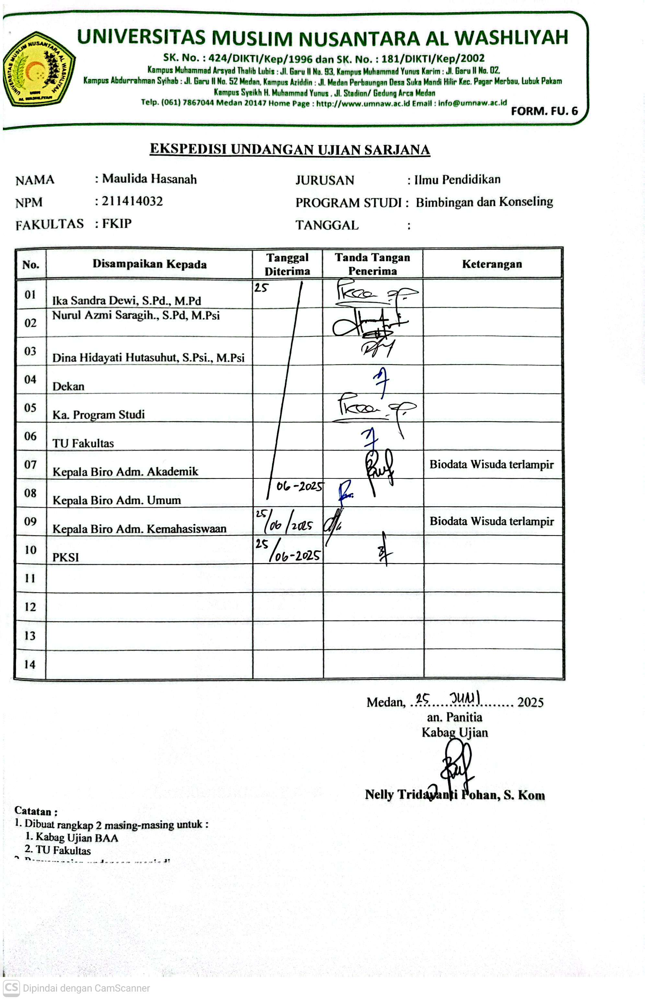 UNIVERSITAS MUSLIM NUSANTARA AL WASHLIYAH
SK. No. : 424/DIKTI/Kep/1996 dan SK. No. : 181/DIKTI/Kep/2002
Kampus Muhammad Arsyad Thalib Lubis : Jl. Garu II No. 93, Kampus Muhammad Yunus Karim : Jl. Garu II No. 02,
Kampus Abdurrahman Syihab : Jl. Garu II No. 52 Medan, Kampus Aziddin : Jl. Medan Perbaungan Desa Suka Mandi Hilir Kec. Pagar Merbau, Lubuk Pakam
Kampus Syeikh H. Muhammad Yunus , Jl. Stadion/ Gedung Arca Medan
Telp. (061) 7867044 Medan 20147 Home Page : http://www.umnaw.ac.id Email : info@umnaw.ac.id
FORM. FU. 6
UNIVERSITAS MUSLIM NUSANTARA AL WASHLIYAH
UMN
AL WASHLIYAH
EKSPEDISI UNDANGAN UJIAN SARJANA
NAMA : Maulida Hasanah JURUSAN : Ilmu Pendidikan
NPM : 211414032 PROGRAM STUDI : Bimbingan dan Konseling
FAKULTAS : FKIP TANGGAL :
No. Disampaikan Kepada Tanggal Diterima Tanda Tangan Penerima Keterangan
01 Ika Sandra Dewi, S.Pd., M.Pd 25
02 Nurul Azmi Saragih., S.Pd, M.Psi
03 Dina Hidayati Hutasuhut, S.Psi., M.Psi
04 Dekan
05 Ka. Program Studi
06 TU Fakultas
07 Kepala Biro Adm. Akademik Biodata Wisuda terlampir
08 Kepala Biro Adm. Umum 06-2025
09 Kepala Biro Adm. Kemahasiswaan 25/06/2025 Biodata Wisuda terlampir
10 PKSI 25/06-2025
11
12
13
14
Medan, 25 JUNI 2025
an. Panitia
Kabag Ujian
Nelly Tridayanti Pohan, S. Kom
Catatan :
1. Dibuat rangkap 2 masing-masing untuk :
1. Kabag Ujian BAA
2. TU Fakultas
CS Dipindai dengan CamScanner